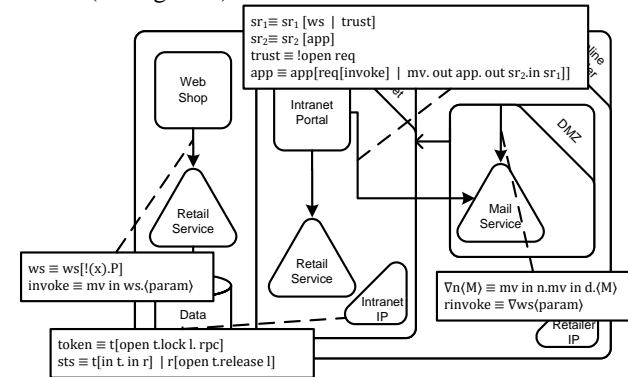 sr₁≡ sr₁ [ws | trust]
sr₂≡ sr₂ [app]
trust ≡ !open req
app ≡ app[req[invoke] | mv. out app. out sr₂.in sr₁]]
Web
Shop
Intranet
Portal
DMZ
Retail
Service
Mail
Service
Retail
Service
ws ≡ ws[!(x).P]
invoke ≡ mv in ws.⟨param⟩
∇n⟨M⟩ ≡ mv in n.mv in d.⟨M⟩
rinvoke ≡ ∇ws⟨param⟩
Data
Intranet
IP
Retailer
IP
token ≡ t[open t.lock l. rpc]
sts ≡ t[in t. in r] | r[open t.release l]